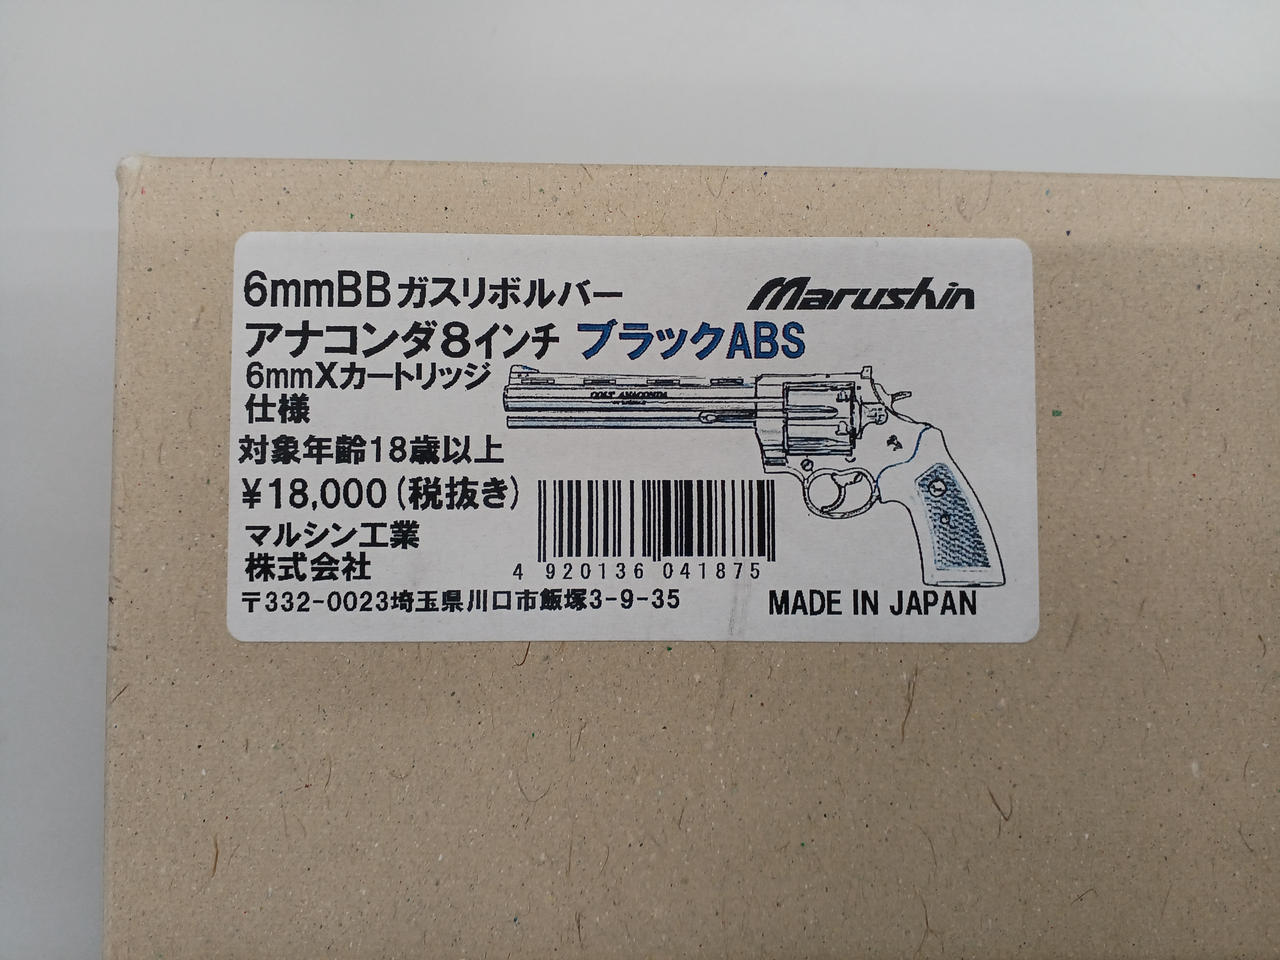 6mmBBガスリボルバー
Marushin
アナコンダ8インチ ブラックABS
6mmXカートリッジ
仕様
COLT ANACONDA
対象年齢18歳以上
¥18,000(税抜き)
マルシン工業
株式会社
4 920136 041875
〒332-0023埼玉県川口市飯塚3-9-35
MADE IN JAPAN